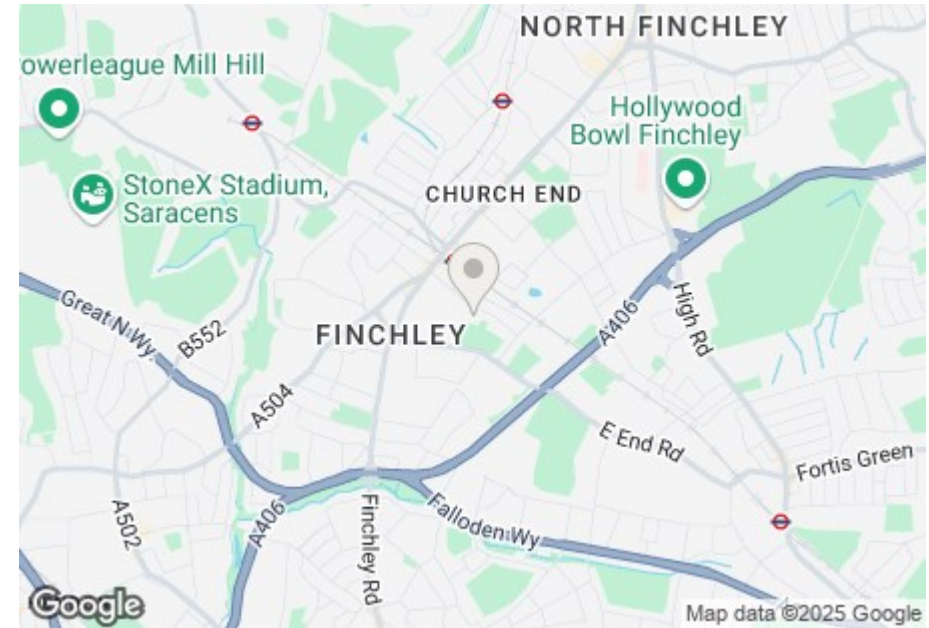 NORTH FINCHLEY
owerleague Mill Hill
Hollywood
Bowl Finchley
StoneX Stadium,
Saracens
CHURCH END
Great N Wy
B552
FINCHLEY
A406
High Rd
A504
E End Rd
Fortis Green
A502
A406
Finchley Rd
Falloden Wy
Google
Map data ©2025 Google